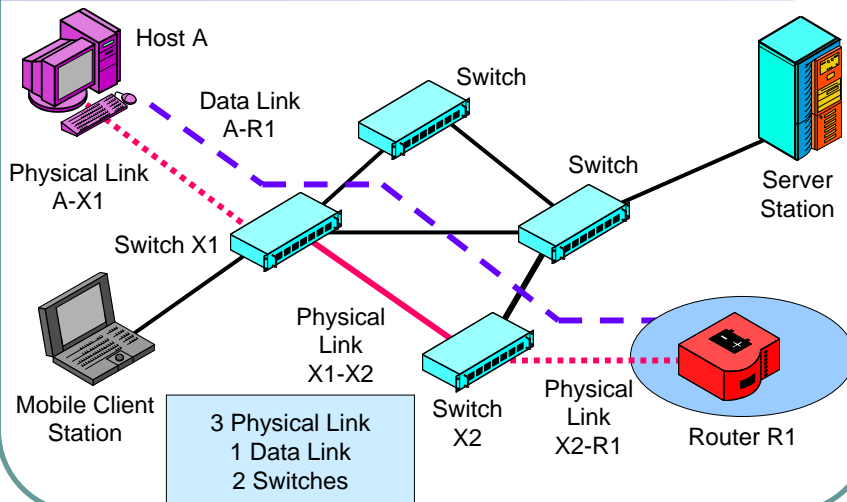 Host A
Switch
Data Link
A-R1
Physical Link
A-X1
Switch
Server
Station
Switch X1
Physical
Link
X1-X2
Mobile Client
Station
Switch
X2
Physical
Link
X2-R1
Router R1
3 Physical Link
1 Data Link
2 Switches